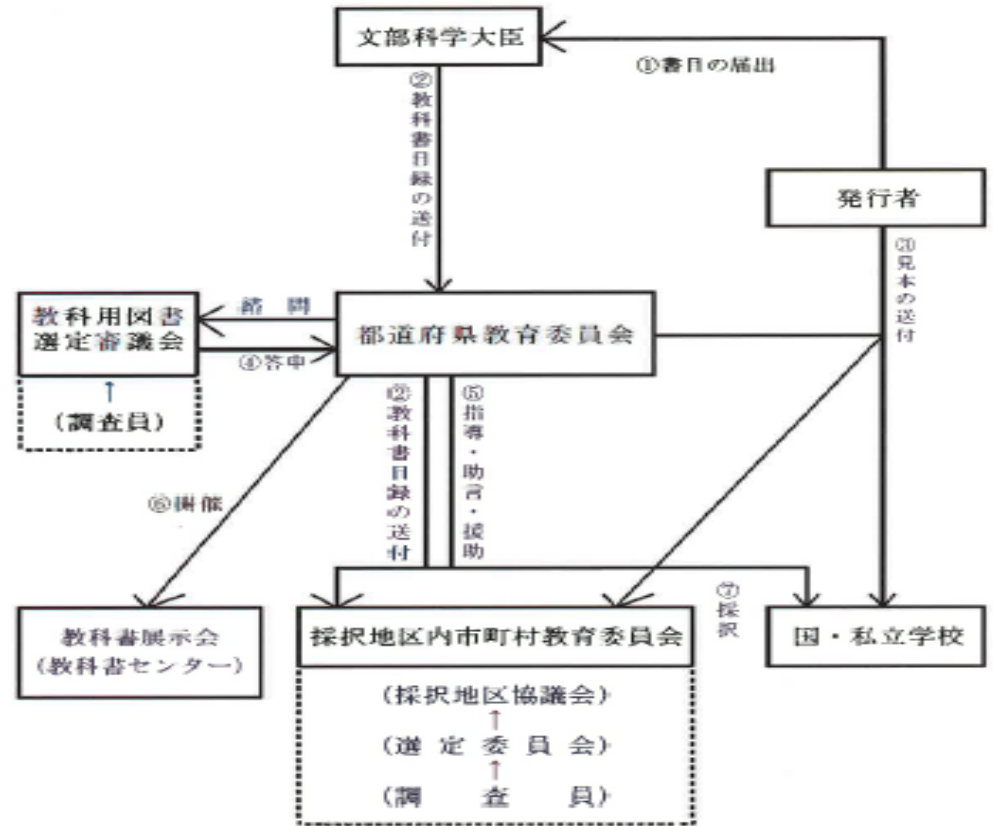 文部科学大臣
①書目の届出
②教科書目録の送付
発行者
③見本の送付
教科用図書
選定審議会
諮問
④答申
都道府県教育委員会
↑
(調査員)
②教科書目録の送付
⑤指導・助言・援助
⑥開催
⑦採択
教科書展示会
(教科書センター)
採択地区内市町村教育委員会
国・私立学校
(採択地区協議会)
↑
(選定委員会)
↑
(調査員)